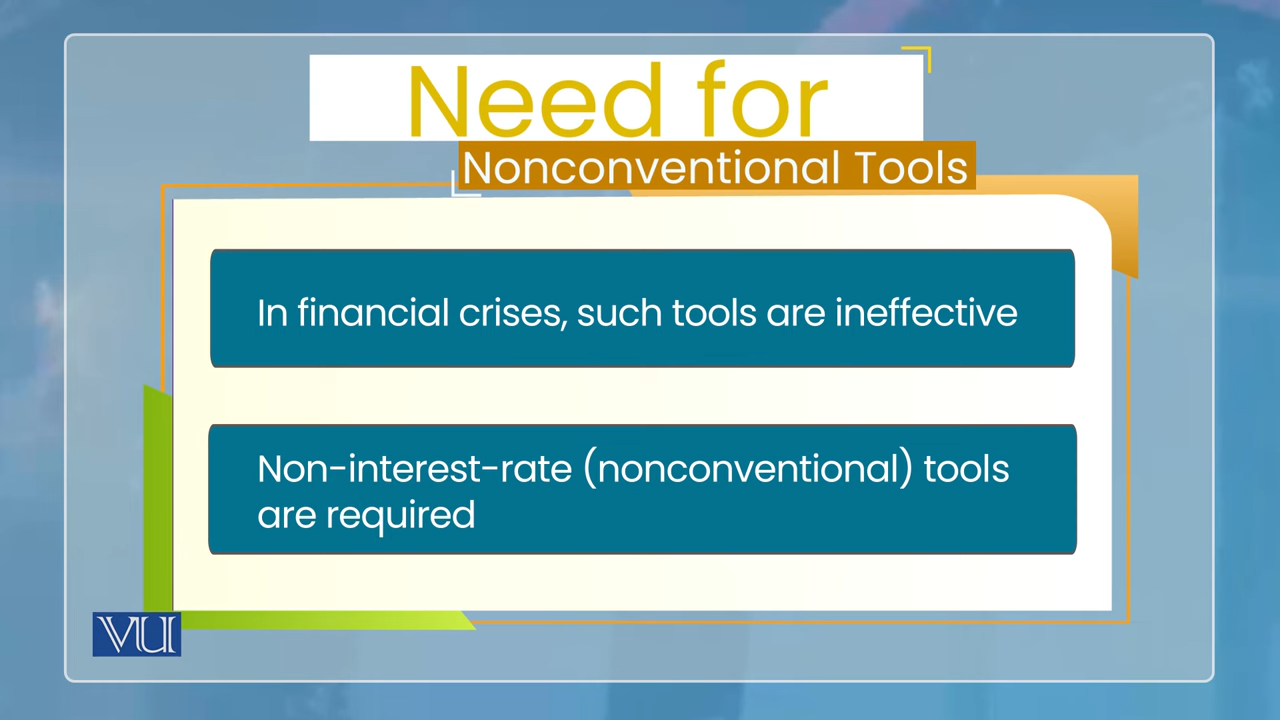 Need for
Nonconventional Tools
In financial crises, such tools are ineffective
Non-interest-rate (nonconventional) tools
are required
VU